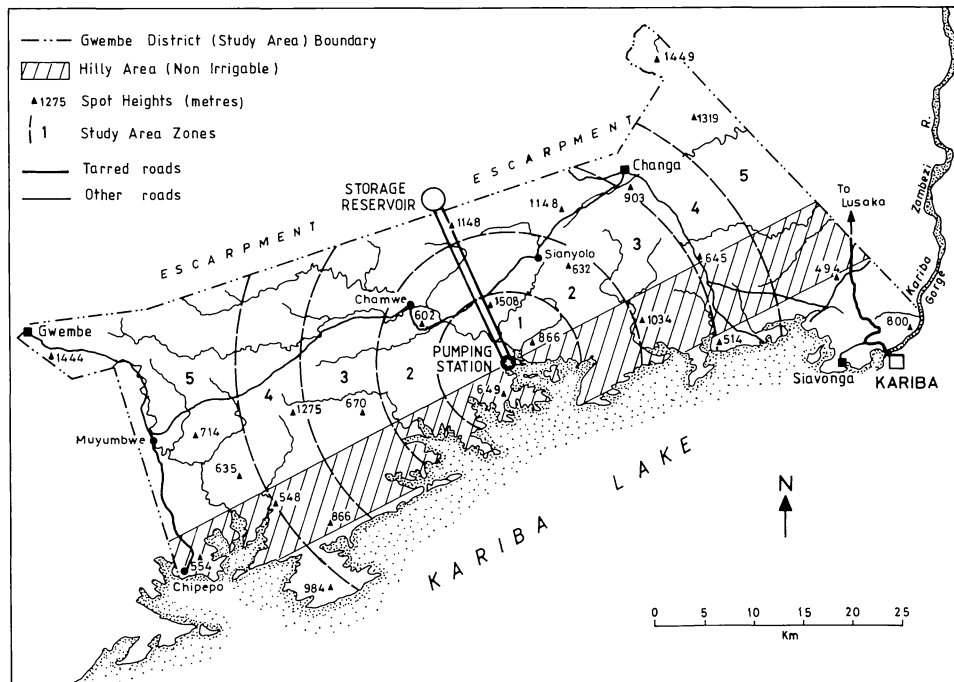 Gwembe District (Study Area) Boundary
Hilly Area (Non Irrigable)
▲1275 Spot Heights (metres)
1 Study Area Zones
Tarred roads
Other roads
1449
1319
ESCARPMENT
Changa
5
STORAGE
RESERVOIR
1148
1148
903
4
To
Lusaka
Zambezi R.
ESCARPMENT
3
Sianyolo
632
645
494
Kariba
Gorge
Chamwe
602
1508
2
1
Gwembe
1444
866
1034
514
800
PUMPING
STATION
Siavonga
KARIBA
5
4
3
2
649
1275
670
Muyumbwe
714
635
548
866
554
Chipepo
984
KARIBA LAKE
N
0 5 10 15 20 25
Km